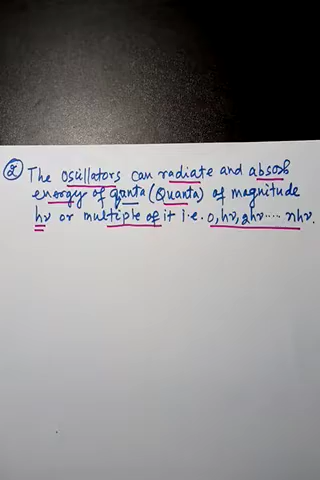 ② The oscillators can radiate and absorb
energy of qunta (Quanta) of magnitude
hν or multiple of it i.e. 0, hν, 2hν ..... nhν.